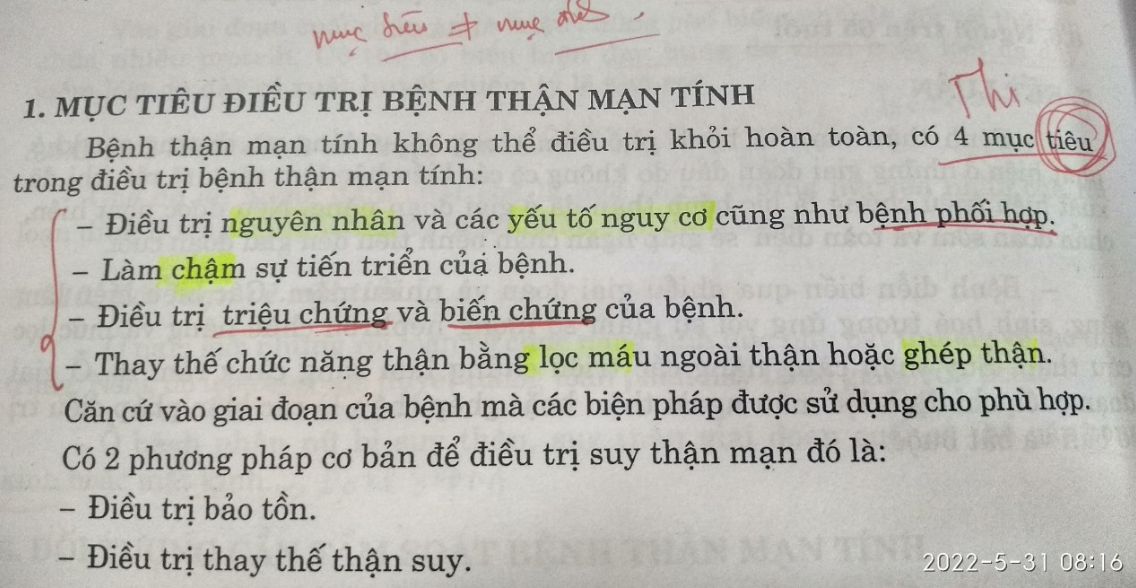 mục tiêu ≠ mục đích.
Thi
1. MỤC TIÊU ĐIỀU TRỊ BỆNH THẬN MẠN TÍNH
Bệnh thận mạn tính không thể điều trị khỏi hoàn toàn, có 4 mục tiêu
trong điều trị bệnh thận mạn tính:
– Điều trị nguyên nhân và các yếu tố nguy cơ cũng như bệnh phối hợp.
– Làm chậm sự tiến triển của bệnh.
– Điều trị triệu chứng và biến chứng của bệnh.
– Thay thế chức năng thận bằng lọc máu ngoài thận hoặc ghép thận.
Căn cứ vào giai đoạn của bệnh mà các biện pháp được sử dụng cho phù hợp.
Có 2 phương pháp cơ bản để điều trị suy thận mạn đó là:
– Điều trị bảo tồn.
– Điều trị thay thế thận suy.
2022-5-31 08:16